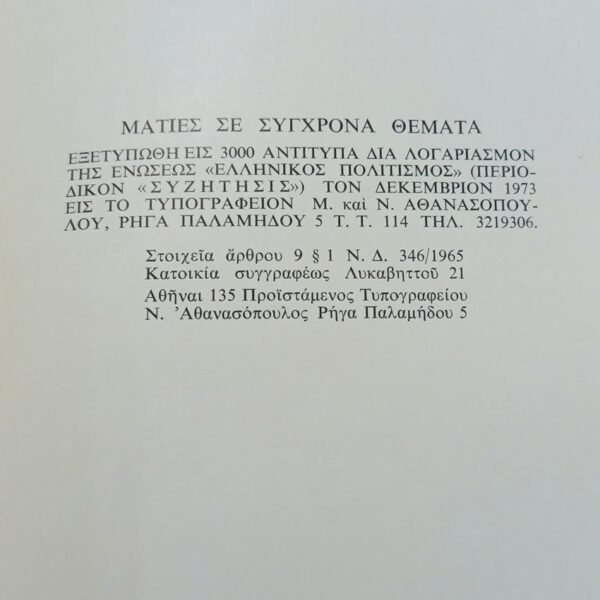 ΜΑΤΙΕΣ ΣΕ ΣΥΓΧΡΟΝΑ ΘΕΜΑΤΑ
ΕΞΕΤΥΠΩΘΗ ΕΙΣ 3000 ΑΝΤΙΤΥΠΑ ΔΙΑ ΛΟΓΑΡΙΑΣΜΟΝ
ΤΗΣ ΕΝΩΣΕΩΣ «ΕΛΛΗΝΙΚΟΣ ΠΟΛΙΤΙΣΜΟΣ» (ΠΕΡΙΟ-
ΔΙΚΟΝ «ΣΥΖΗΤΗΣΙΣ») ΤΟΝ ΔΕΚΕΜΒΡΙΟΝ 1973
ΕΙΣ ΤΟ ΤΥΠΟΓΡΑΦΕΙΟΝ Μ. καὶ Ν. ΑΘΑΝΑΣΟΠΟΥ-
ΛΟΥ, ΡΗΓΑ ΠΑΛΑΜΗΔΟΥ 5 Τ. Τ. 114 ΤΗΛ. 3219306.
Στοιχεῖα ἄρθρου 9 § 1 Ν. Δ. 346/1965
Κατοικία συγγραφέως Λυκαβηττοῦ 21
Ἀθῆναι 135 Προϊστάμενος Τυπογραφείου
Ν. Ἀθανασόπουλος Ρήγα Παλαμήδου 5